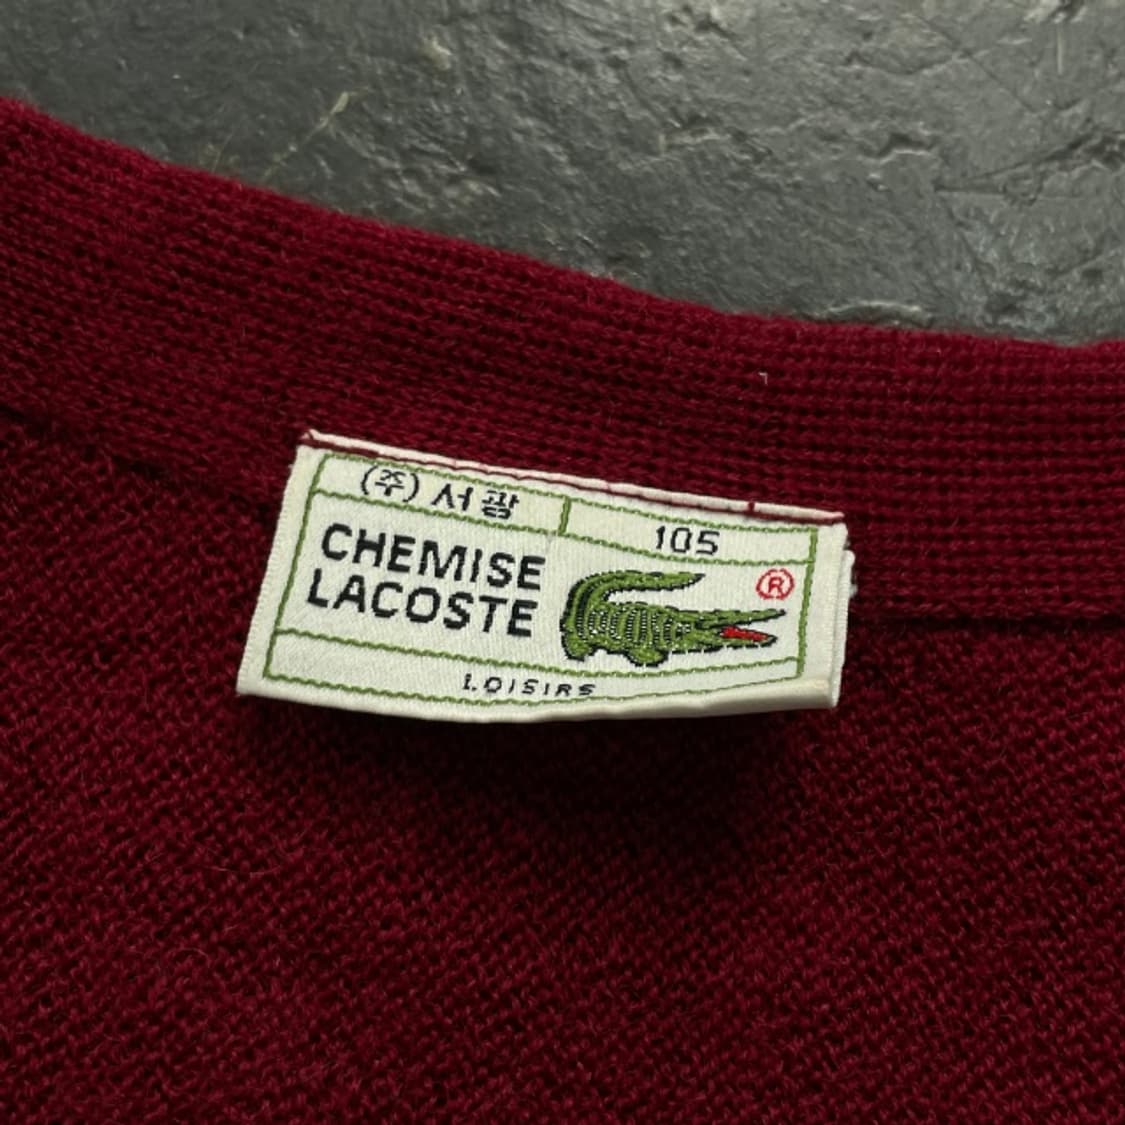 (주) 서광
105
CHEMISE
LACOSTE
®
LOISIRS